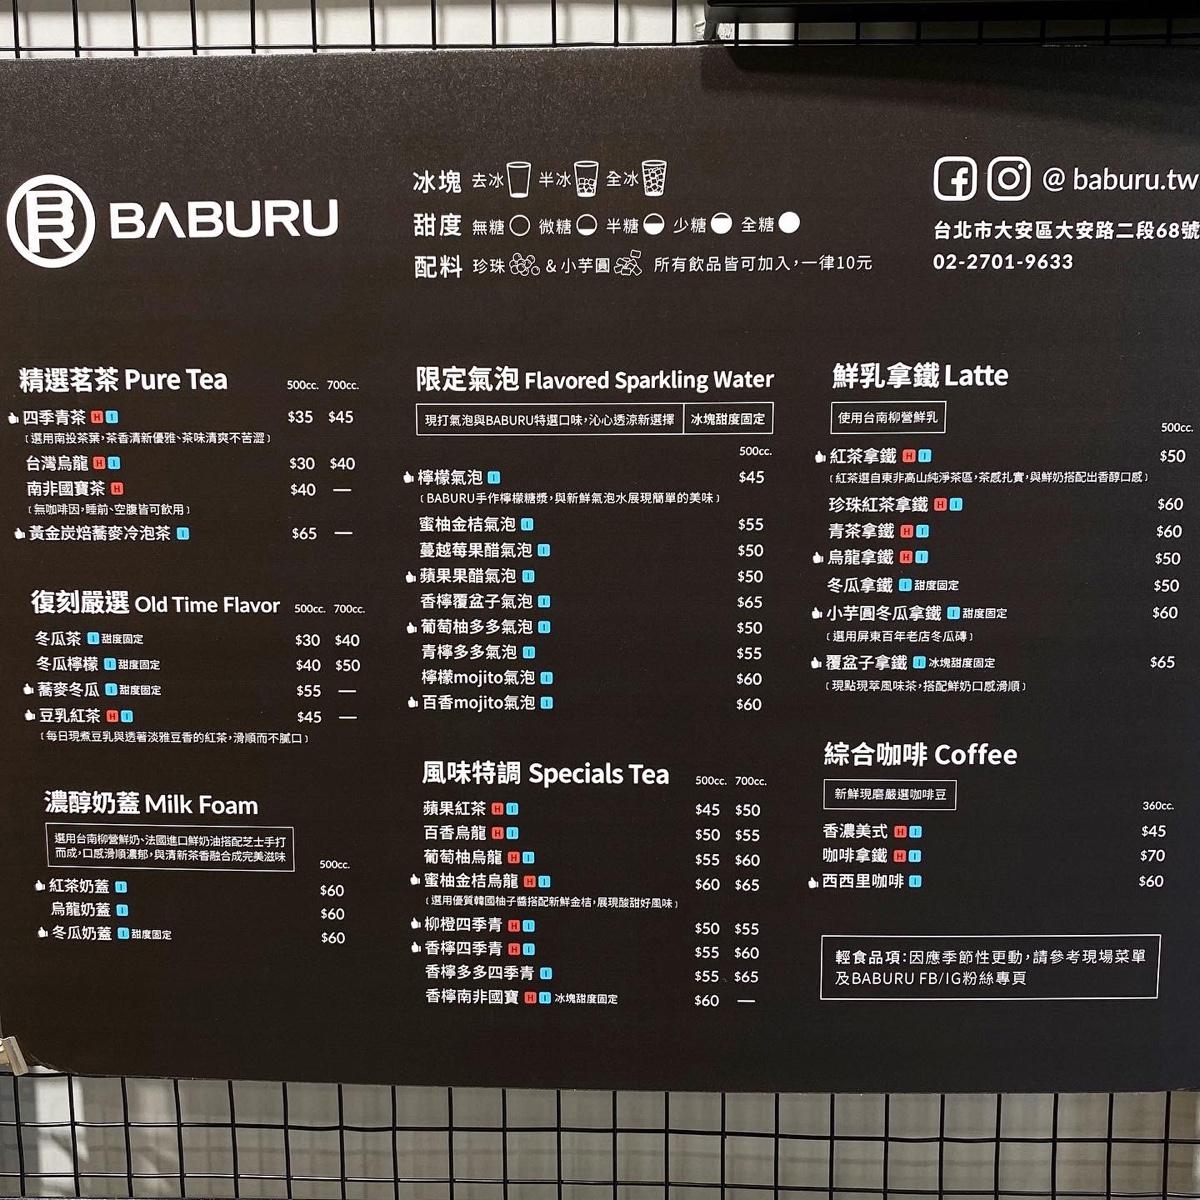 BABURU
冰塊 去冰 半冰 全冰
甜度 無糖 微糖 半糖 少糖 全糖
配料 珍珠 & 小芋圓 所有飲品皆可加入,一律10元
@ baburu.tw
台北市大安區大安路二段68號
02-2701-9633
精選茗茶 Pure Tea 500cc. 700cc.
四季青茶 H I $35 $45
(選用南投茶葉,茶香清新優雅、茶味清爽不苦澀)
台灣烏龍 H I $30 $40
南非國寶茶 H $40 —
(無咖啡因,睡前、空腹皆可飲用)
黃金炭焙蕎麥冷泡茶 I $65 —
復刻嚴選 Old Time Flavor 500cc. 700cc.
冬瓜茶 I 甜度固定 $30 $40
冬瓜檸檬 I 甜度固定 $40 $50
蕎麥冬瓜 I 甜度固定 $55 —
豆乳紅茶 H I $45 —
(每日現煮豆乳與透著淡雅豆香的紅茶,滑順而不膩口)
濃醇奶蓋 Milk Foam
選用台南柳營鮮奶、法國進口鮮奶油搭配芝士手打
而成,口感滑順濃郁,與清新茶香融合成完美滋味
500cc.
紅茶奶蓋 I $60
烏龍奶蓋 I $60
冬瓜奶蓋 I 甜度固定 $60
限定氣泡 Flavored Sparkling Water
現打氣泡與BABURU特選口味,沁心透涼新選擇 冰塊甜度固定
500cc.
檸檬氣泡 I $45
(BABURU手作檸檬糖漿,與新鮮氣泡水展現簡單的美味)
蜜柚金桔氣泡 I $55
蔓越莓果醋氣泡 I $50
蘋果果醋氣泡 I $50
香檸覆盆子氣泡 I $65
葡萄柚多多氣泡 I $50
青檸多多氣泡 I $55
檸檬mojito氣泡 I $60
百香mojito氣泡 I $60
風味特調 Specials Tea 500cc. 700cc.
蘋果紅茶 H I $45 $50
百香烏龍 H I $50 $55
葡萄柚烏龍 H I $55 $60
蜜柚金桔烏龍 H I $60 $65
(選用優質韓國柚子醬搭配新鮮金桔,展現酸甜好風味)
柳橙四季青 H I $50 $55
香檸四季青 H I $55 $60
香檸多多四季青 I $55 $65
香檸南非國寶 H I 冰塊甜度固定 $60 —
鮮乳拿鐵 Latte
使用台南柳營鮮乳
500cc.
紅茶拿鐵 H I $50
(紅茶選自東非高山純淨茶區,茶感扎實,與鮮奶搭配出香醇口感)
珍珠紅茶拿鐵 H I $60
青茶拿鐵 H I $60
烏龍拿鐵 H I $50
冬瓜拿鐵 I 甜度固定 $50
小芋圓冬瓜拿鐵 I 甜度固定 $60
(選用屏東百年老店冬瓜磚)
覆盆子拿鐵 I 冰塊甜度固定 $65
(現點現萃風味茶,搭配鮮奶口感滑順)
綜合咖啡 Coffee
新鮮現磨嚴選咖啡豆
360cc.
香濃美式 H I $45
咖啡拿鐵 H I $70
西西里咖啡 I $60
輕食品項:因應季節性更動,請參考現場菜單
及BABURU FB/IG粉絲專頁